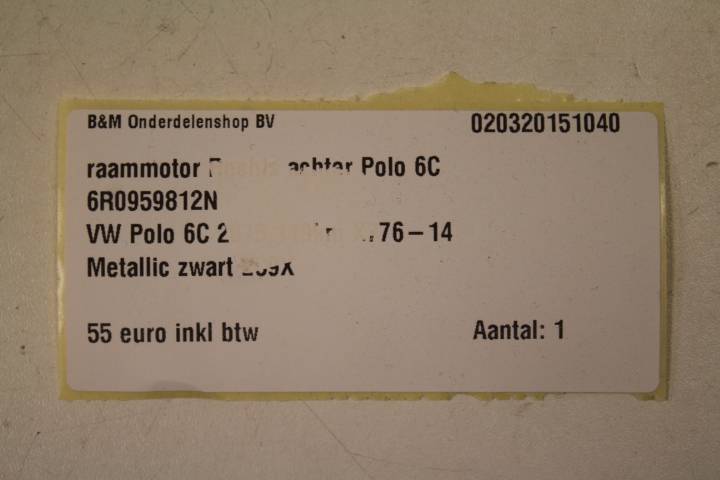 B&M Onderdelenshop BV 020320151040
raammotor achter Polo 6C
6R0959812N
VW Polo 6C 76-14
Metallic zwart
55 euro inkl btw Aantal: 1